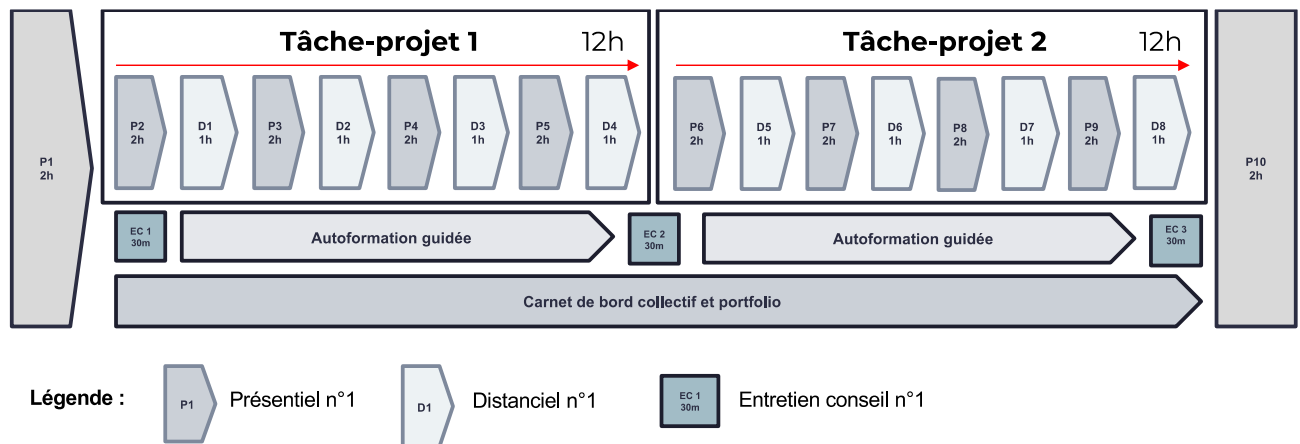 Tâche-projet 1 12h
Tâche-projet 2 12h
P1
2h
P2
2h
D1
1h
P3
2h
D2
1h
P4
2h
D3
1h
P5
2h
D4
1h
P6
2h
D5
1h
P7
2h
D6
1h
P8
2h
D7
1h
P9
2h
D8
1h
P10
2h
EC 1
30m
Autoformation guidée
EC 2
30m
Autoformation guidée
EC 3
30m
Carnet de bord collectif et portfolio
Légende :
P1
Présentiel n°1
D1
Distanciel n°1
EC 1
30m
Entretien conseil n°1